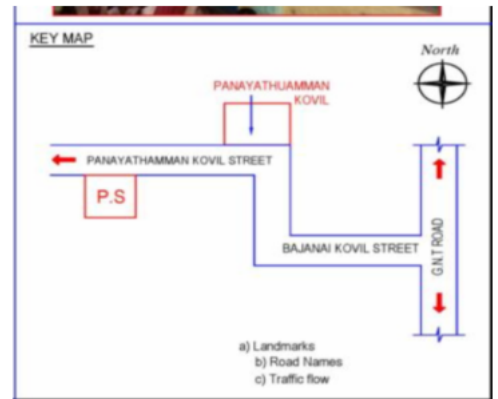 KEY MAP
North
PANAYATHUAMMAN
KOVIL
PANAYATHAMMAN KOVIL STREET
P.S
BAJANAI KOVIL STREET
G.N.T ROAD
a) Landmarks
b) Road Names
c) Traffic flow